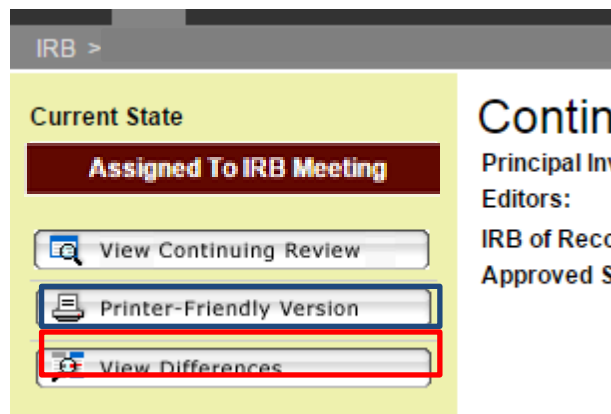 IRB >
Current State
Assigned To IRB Meeting
View Continuing Review
Printer-Friendly Version
View Differences
Contin
Principal Inv
Editors:
IRB of Reco
Approved S